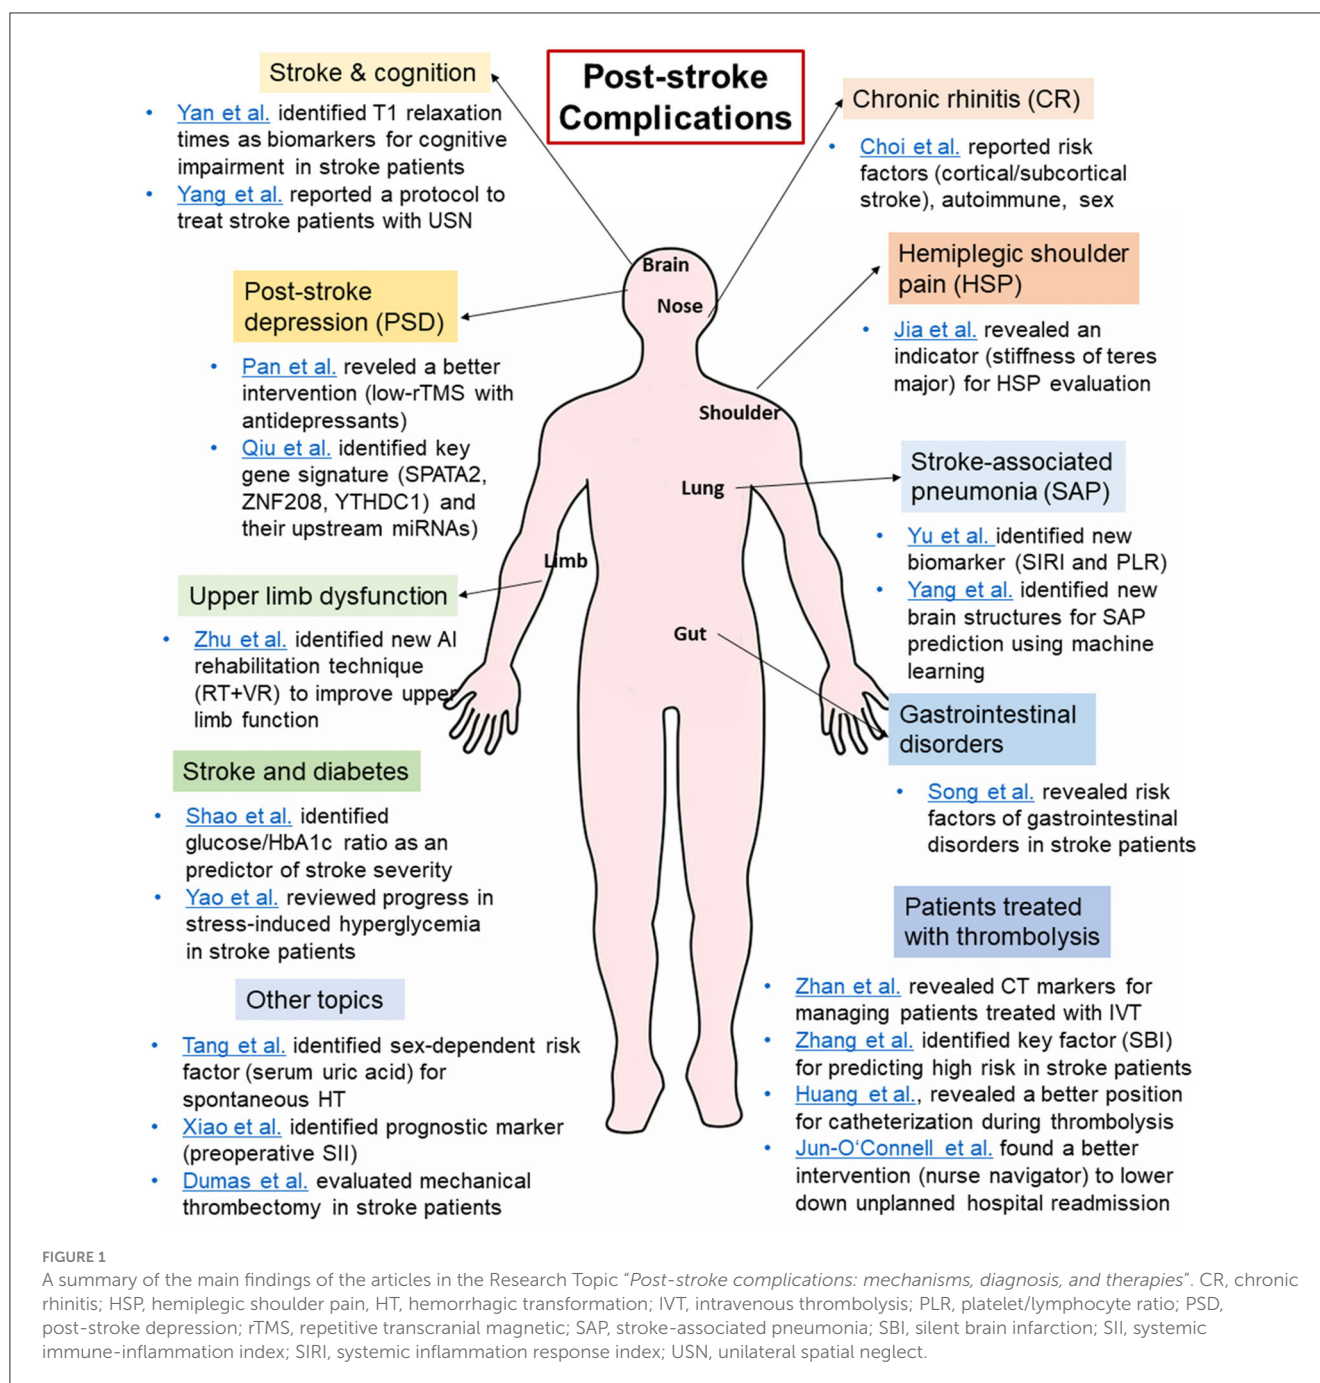 Post-stroke
Complications
Stroke & cognition
• Yan et al. identified T1 relaxation
times as biomarkers for cognitive
impairment in stroke patients
• Yang et al. reported a protocol to
treat stroke patients with USN
Post-stroke
depression (PSD)
• Pan et al. reveled a better
intervention (low-rTMS with
antidepressants)
• Qiu et al. identified key
gene signature (SPATA2,
ZNF208, YTHDC1) and
their upstream miRNAs)
Upper limb dysfunction
• Zhu et al. identified new AI
rehabilitation technique
(RT+VR) to improve upper
limb function
Stroke and diabetes
• Shao et al. identified
glucose/HbA1c ratio as an
predictor of stroke severity
• Yao et al. reviewed progress in
stress-induced hyperglycemia
in stroke patients
Other topics
• Tang et al. identified sex-dependent risk
factor (serum uric acid) for
spontaneous HT
• Xiao et al. identified prognostic marker
(preoperative SII)
• Dumas et al. evaluated mechanical
thrombectomy in stroke patients
Brain
Nose
Shoulder
Lung
Limb
Gut
Chronic rhinitis (CR)
• Choi et al. reported risk
factors (cortical/subcortical
stroke), autoimmune, sex
Hemiplegic shoulder
pain (HSP)
• Jia et al. revealed an
indicator (stiffness of teres
major) for HSP evaluation
Stroke-associated
pneumonia (SAP)
• Yu et al. identified new
biomarker (SIRI and PLR)
• Yang et al. identified new
brain structures for SAP
prediction using machine
learning
Gastrointestinal
disorders
• Song et al. revealed risk
factors of gastrointestinal
disorders in stroke patients
Patients treated
with thrombolysis
• Zhan et al. revealed CT markers for
managing patients treated with IVT
• Zhang et al. identified key factor (SBI)
for predicting high risk in stroke patients
• Huang et al., revealed a better position
for catheterization during thrombolysis
• Jun-O‘Connell et al. found a better
intervention (nurse navigator) to lower
down unplanned hospital readmission
FIGURE 1
A summary of the main findings of the articles in the Research Topic "Post-stroke complications: mechanisms, diagnosis, and therapies". CR, chronic
rhinitis; HSP, hemiplegic shoulder pain, HT, hemorrhagic transformation; IVT, intravenous thrombolysis; PLR, platelet/lymphocyte ratio; PSD,
post-stroke depression; rTMS, repetitive transcranial magnetic; SAP, stroke-associated pneumonia; SBI, silent brain infarction; SII, systemic
immune-inflammation index; SIRI, systemic inflammation response index; USN, unilateral spatial neglect.